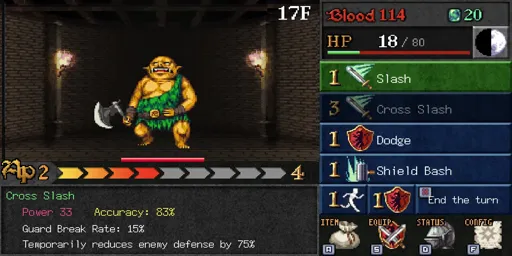 17F
Blood 114
20
HP 18 / 80
1 Slash
3 Cross Slash
1 Dodge
1 Shield Bash
1
1
End the turn
Ap 2
4
Cross Slash
Power 33 Accuracy: 83%
Guard Break Rate: 15%
Temporarily reduces enemy defense by 75%
ITEM EQUIP STATUS CONFIG
A S D F